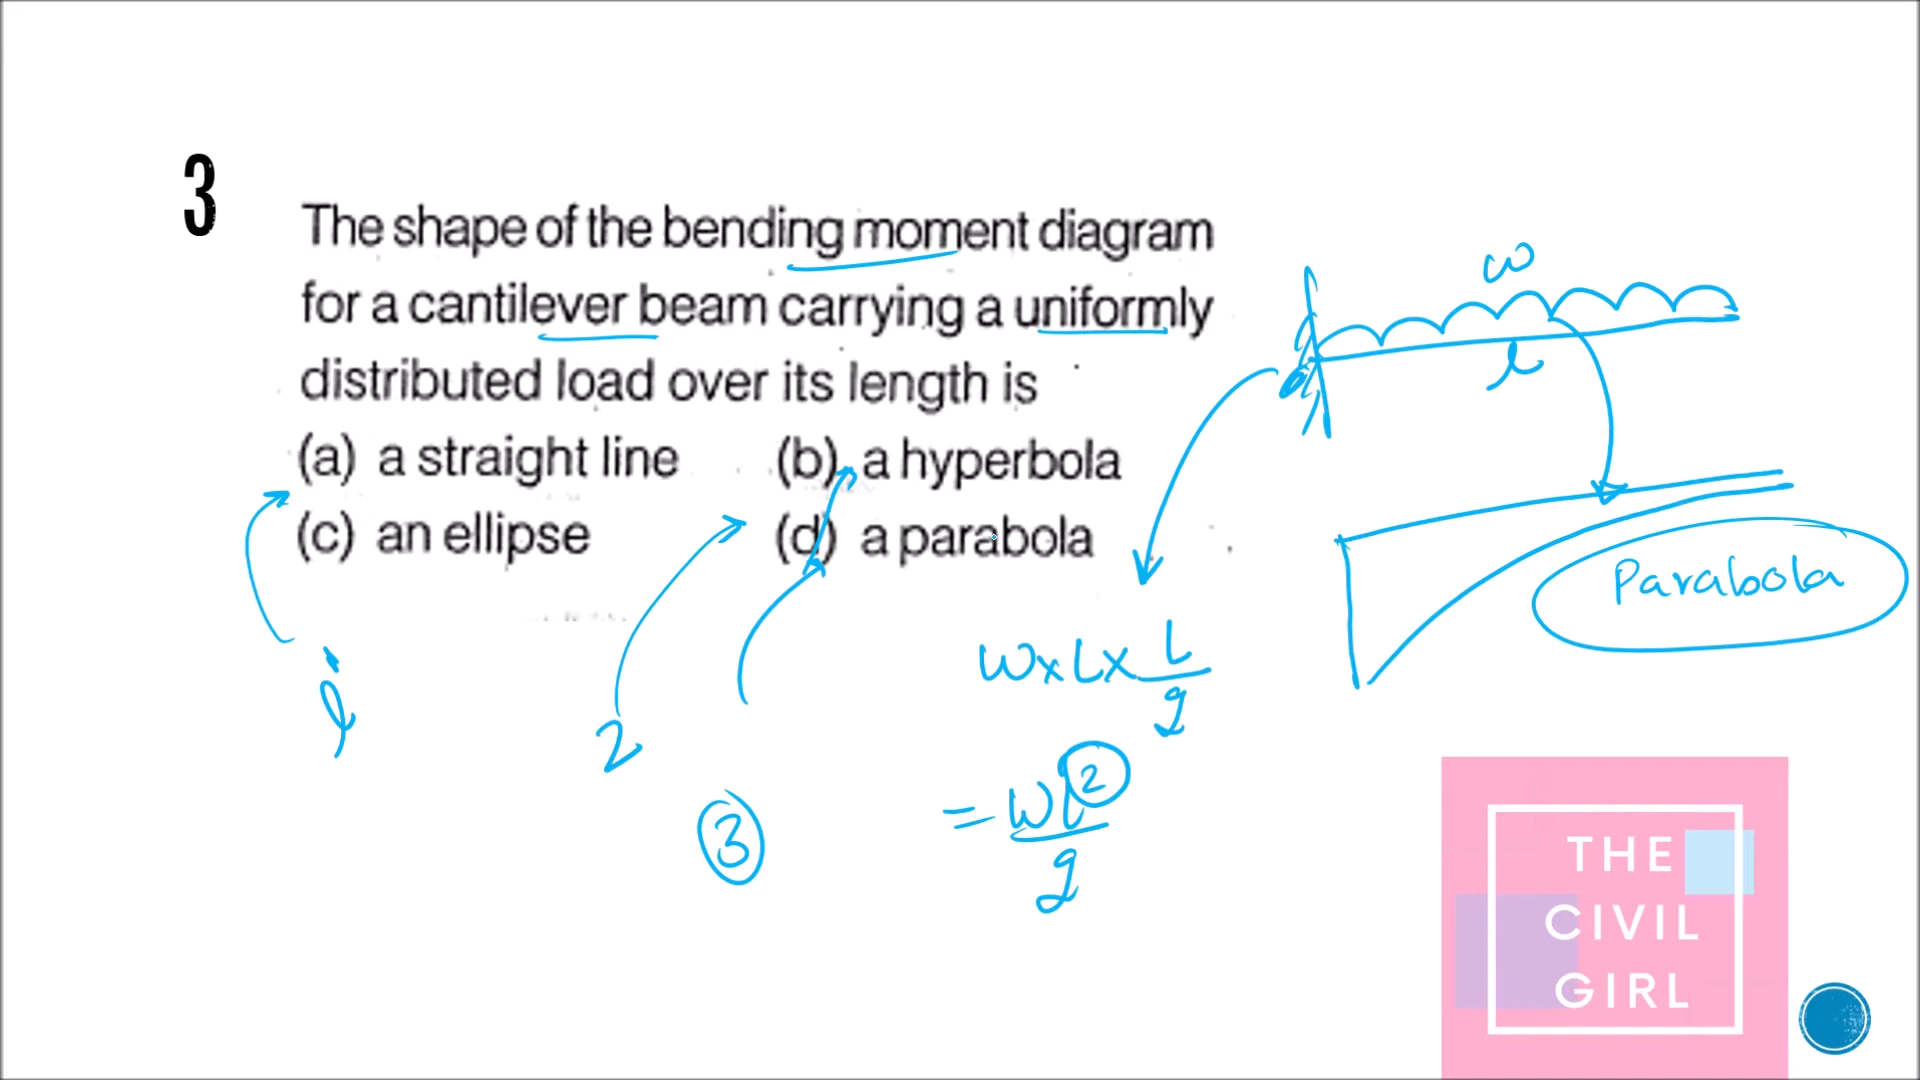 3
The shape of the bending moment diagram
for a cantilever beam carrying a uniformly
distributed load over its length is
(a) a straight line (b) a hyperbola
(c) an ellipse (d) a parabola
w
l
Parabola
W×L×L/2
=Wl²/2
2
3
THE
CIVIL
GIRL